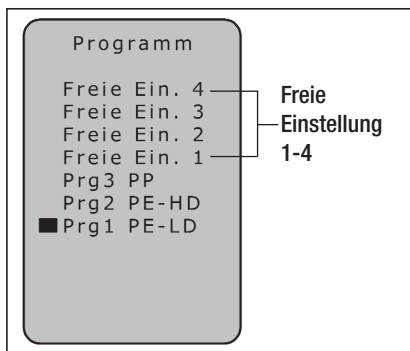 Programm
Freie Ein. 4
Freie Ein. 3
Freie Ein. 2
Freie Ein. 1
Prg3 PP
Prg2 PE-HD
Prg1 PE-LD
Freie
Einstellung
1-4